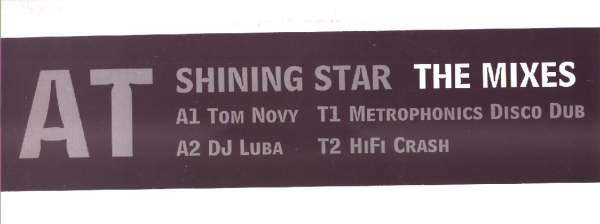 AT
SHINING STAR THE MIXES
A1 TOM NOVY T1 METROPHONICS DISCO DUB
A2 DJ LUBA T2 HIFI CRASH